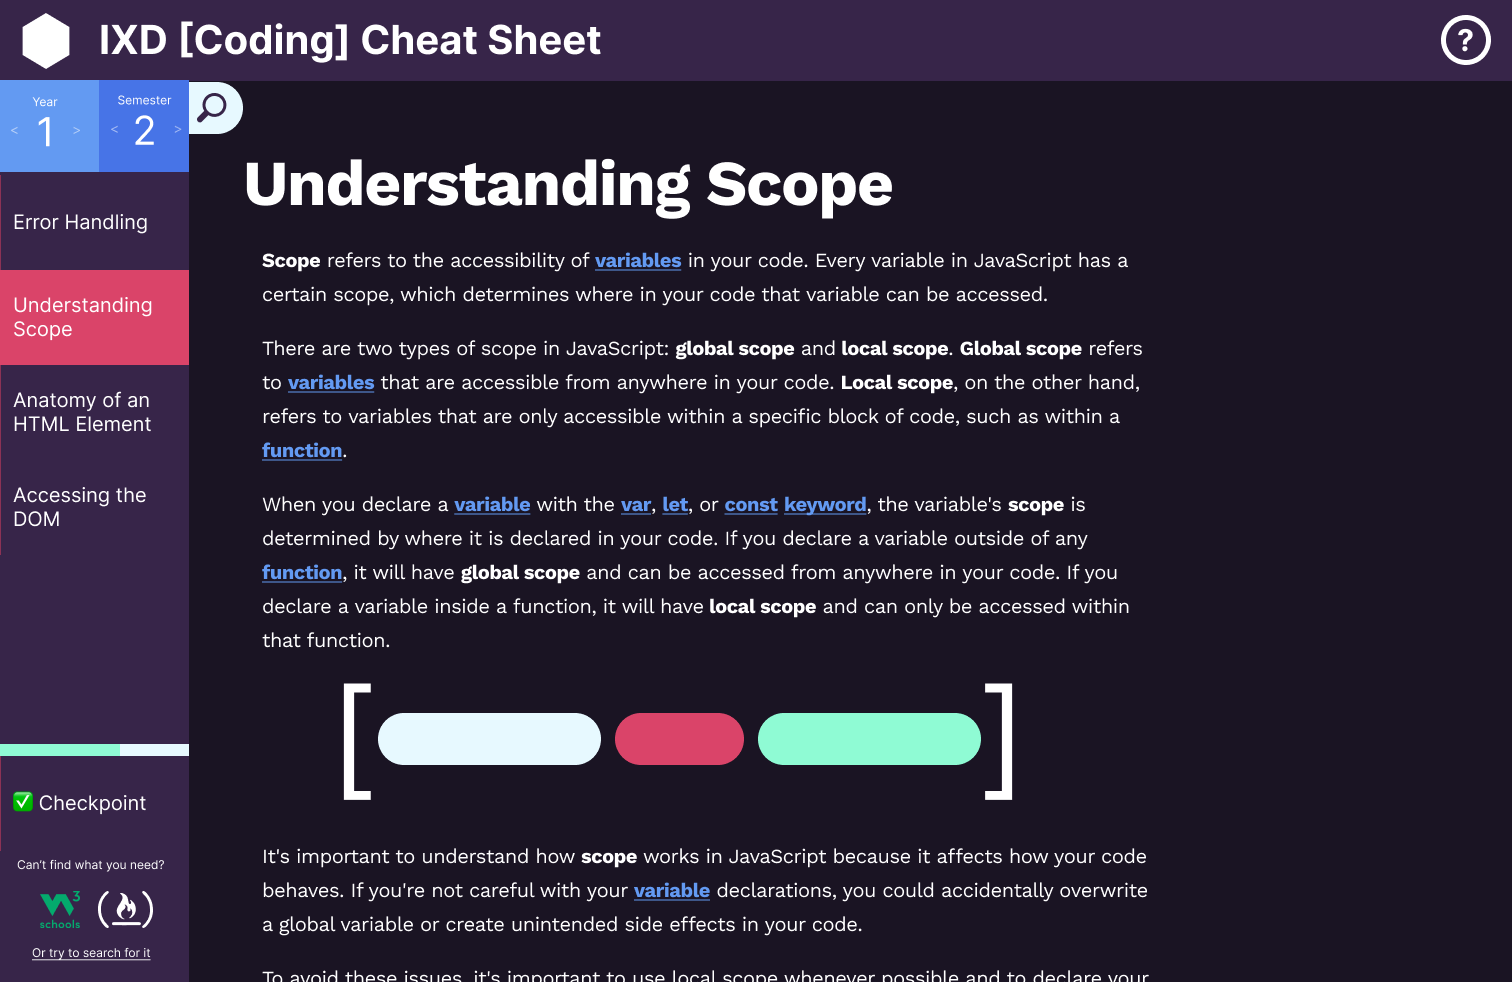 IXD [Coding] Cheat Sheet
?
Year
< 1 >
Semester
< 2 >
Error Handling
Understanding
Scope
Anatomy of an
HTML Element
Accessing the
DOM
✅ Checkpoint
Can't find what you need?
w3
schools
Or try to search for it
Understanding Scope
Scope refers to the accessibility of variables in your code. Every variable in JavaScript has a
certain scope, which determines where in your code that variable can be accessed.
There are two types of scope in JavaScript: global scope and local scope. Global scope refers
to variables that are accessible from anywhere in your code. Local scope, on the other hand,
refers to variables that are only accessible within a specific block of code, such as within a
function.
When you declare a variable with the var, let, or const keyword, the variable's scope is
determined by where it is declared in your code. If you declare a variable outside of any
function, it will have global scope and can be accessed from anywhere in your code. If you
declare a variable inside a function, it will have local scope and can only be accessed within
that function.
[ ]
It's important to understand how scope works in JavaScript because it affects how your code
behaves. If you're not careful with your variable declarations, you could accidentally overwrite
a global variable or create unintended side effects in your code.
To avoid these issues, it's important to use local scope whenever possible and to declare your